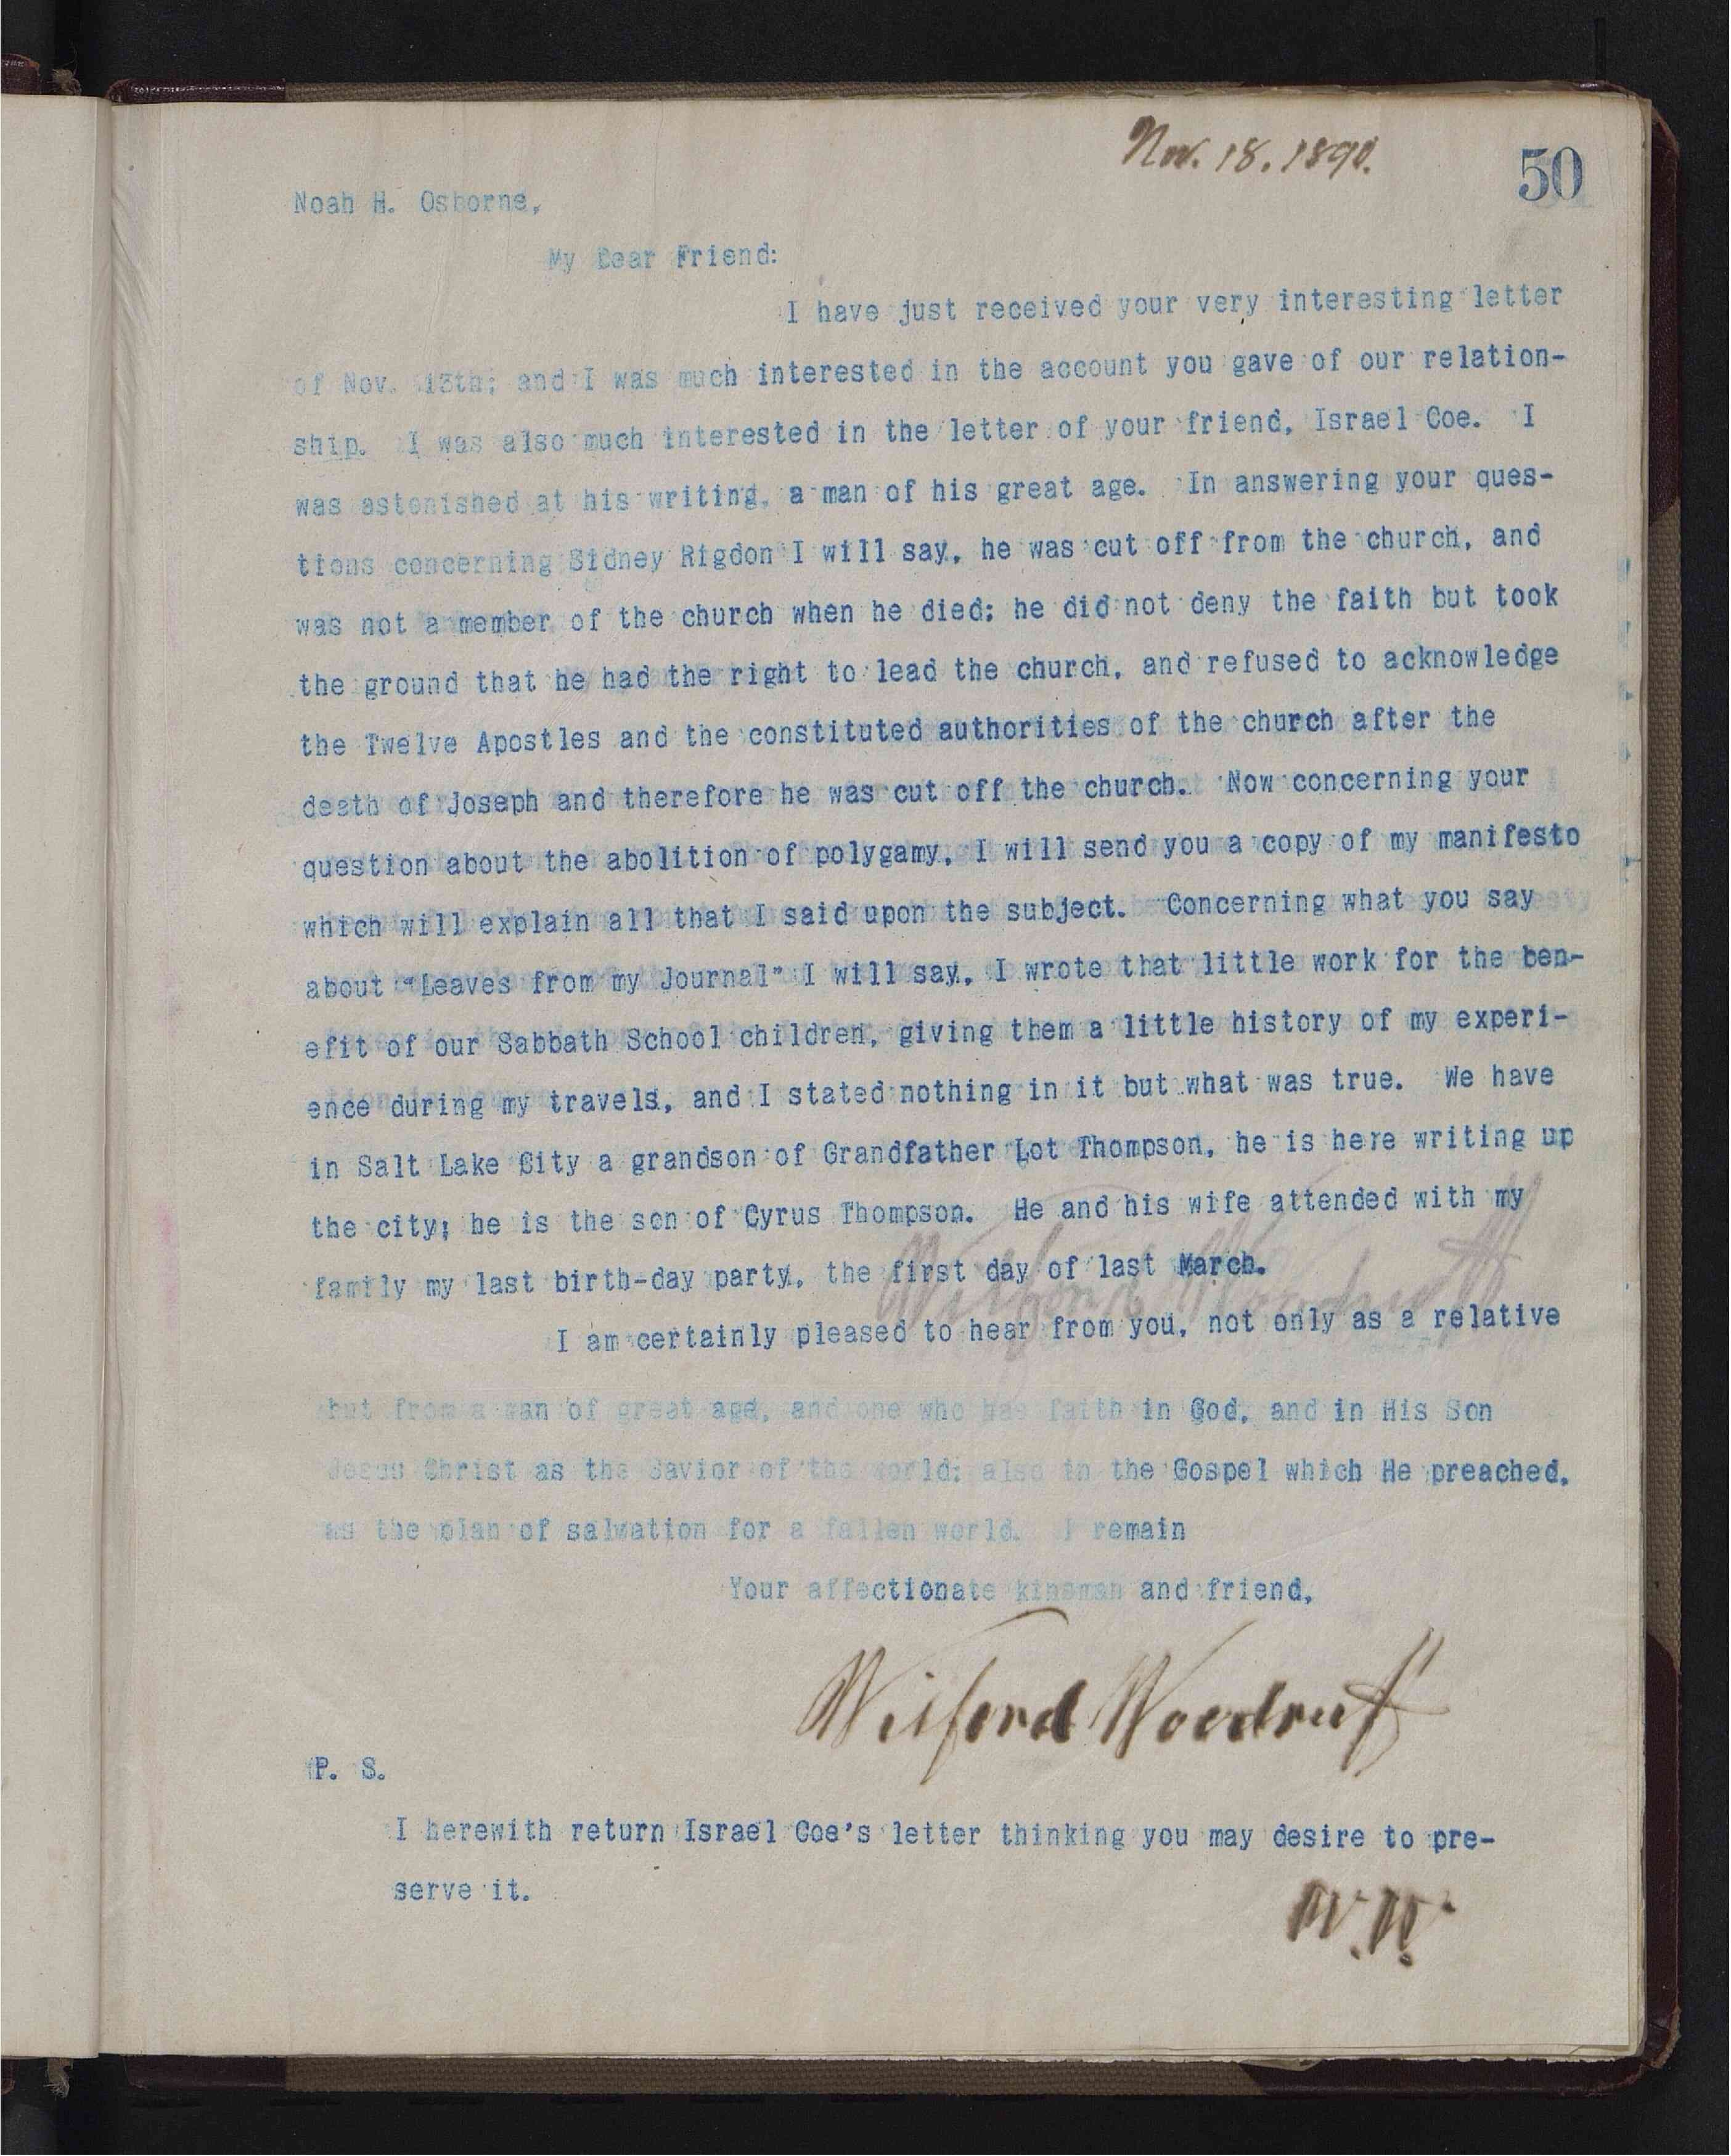 Nov. 18. 1890.
50
Noah H. Osborne,
My Dear Friend:
I have just received your very interesting letter
of Nov. 13th; and I was much interested in the account you gave of our relation-
ship. I was also much interested in the letter of your friend, Israel Coe. I
was astonished at his writing, a man of his great age. In answering your ques-
tions concerning Sidney Rigdon I will say, he was cut off from the church, and
was not a member of the church when he died; he did not deny the faith but took
the ground that he had the right to lead the church, and refused to acknowledge
the Twelve Apostles and the constituted authorities of the church after the
death of Joseph and therefore he was cut off the church. Now concerning your
question about the abolition of polygamy, I will send you a copy of my manifesto
which will explain all that I said upon the subject. Concerning what you say
about "Leaves from my Journal" I will say, I wrote that little work for the ben-
efit of our Sabbath School children, giving them a little history of my experi-
ence during my travels, and I stated nothing in it but what was true. We have
in Salt Lake City a grandson of Grandfather Lot Thompson, he is here writing up
the city; he is the son of Cyrus Thompson. He and his wife attended with my
family my last birth-day party, the first day of last March.
I am certainly pleased to hear from you, not only as a relative
but from a man of great age, and one who has faith in God, and in His Son
Jesus Christ as the Savior of the world; also in the Gospel which He preached,
as the plan of salvation for a fallen world. I remain
Your affectionate kinsman and friend,
Wilford Woodruff
P. S.
I herewith return Israel Coe's letter thinking you may desire to pre-
serve it.
W.W.